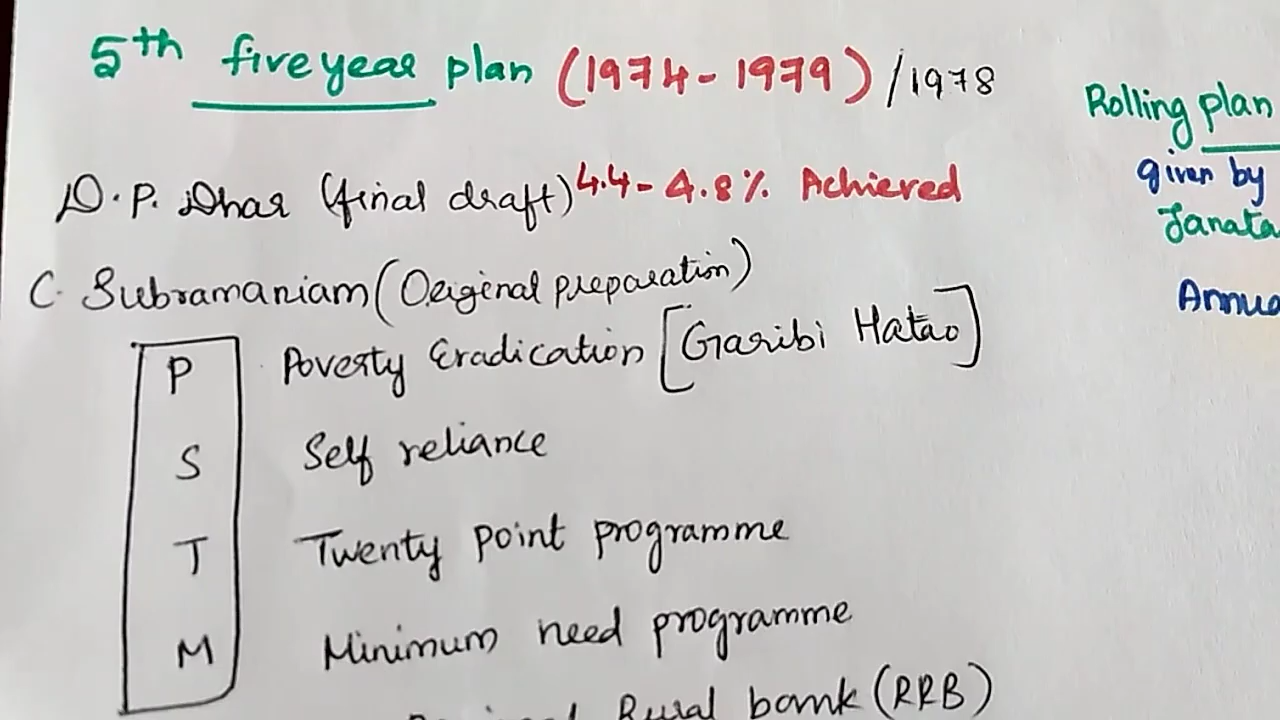 5th five year plan (1974-1979) /1978
D.P. Dhar (final draft) 4.4- 4.8% Achieved
C. Subramaniam (Original preparation)
P Poverty Eradication [Garibi Hatao]
S Self reliance
T Twenty point programme
M Minimum need programme
Rural bank (RRB)
Rolling plan
given by
Janata